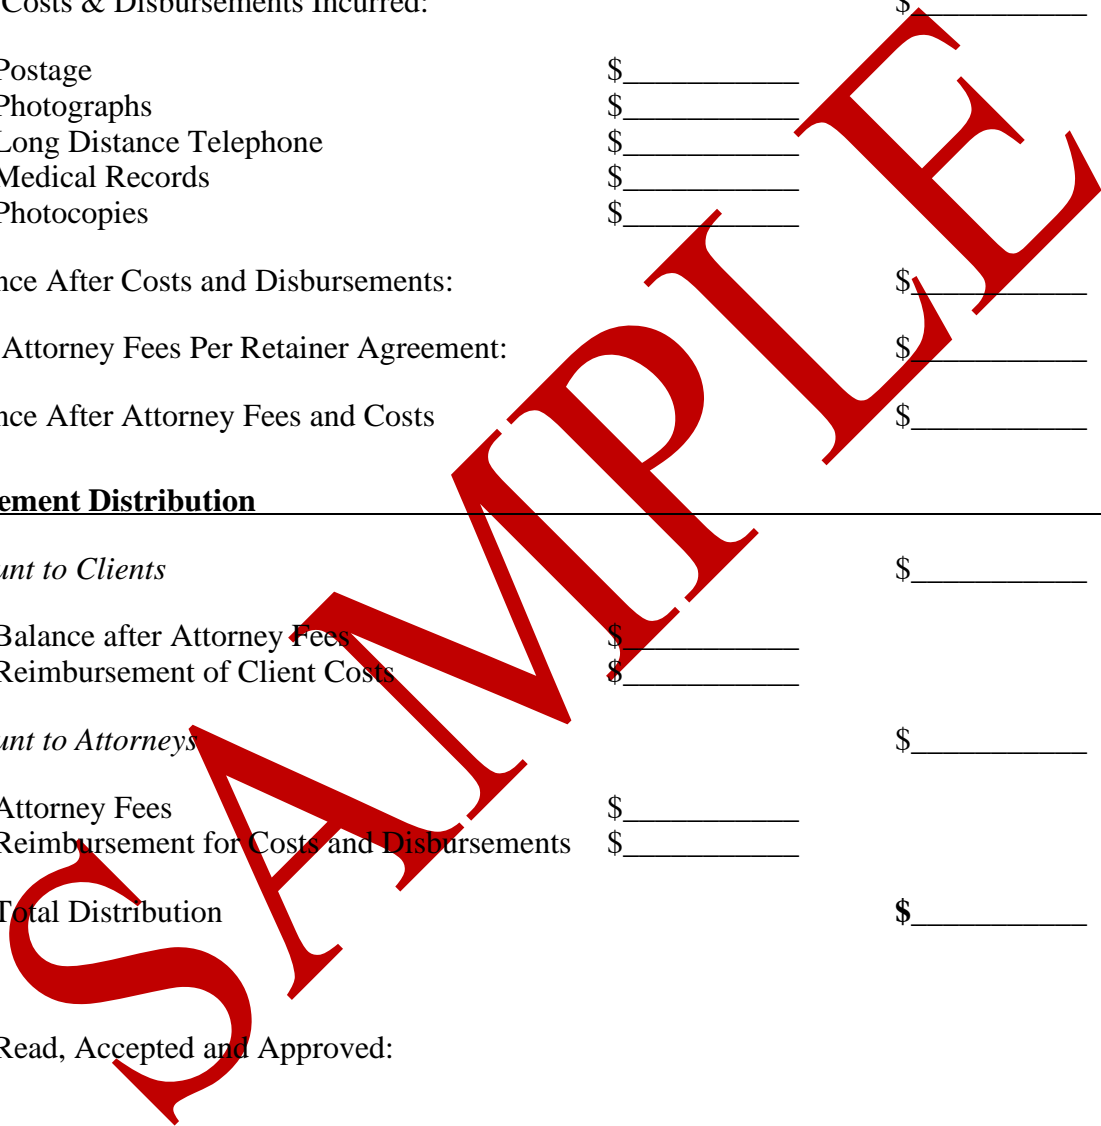 Costs & Disbursements Incurred: $___________
Postage $___________
Photographs $___________
Long Distance Telephone $___________
Medical Records $___________
Photocopies $___________
nce After Costs and Disbursements: $___________
Attorney Fees Per Retainer Agreement: $___________
nce After Attorney Fees and Costs $___________
ement Distribution
unt to Clients $___________
Balance after Attorney Fees $___________
Reimbursement of Client Costs $___________
unt to Attorneys $___________
Attorney Fees $___________
Reimbursement for Costs and Disbursements $___________
Total Distribution $___________
Read, Accepted and Approved:
SAMPLE